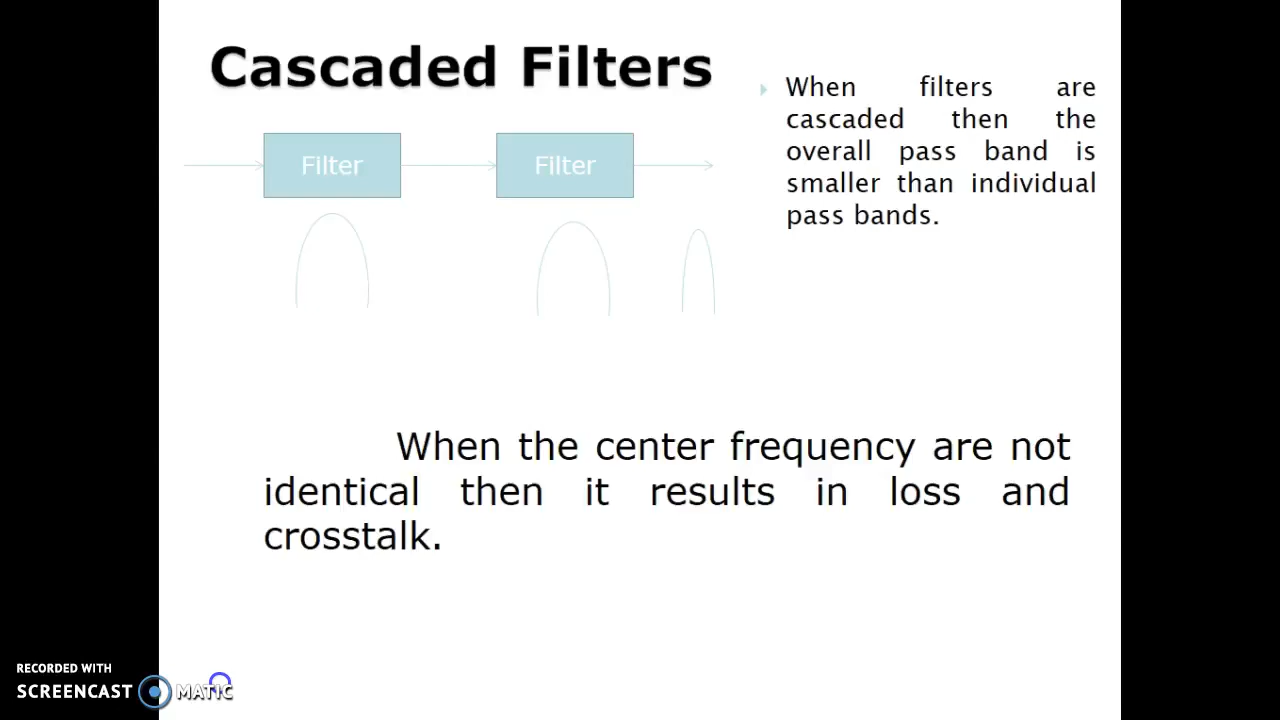 Cascaded Filters
When filters are
cascaded then the
overall pass band is
smaller than individual
pass bands.
Filter
Filter
When the center frequency are not
identical then it results in loss and
crosstalk.
RECORDED WITH
SCREENCAST MATIC